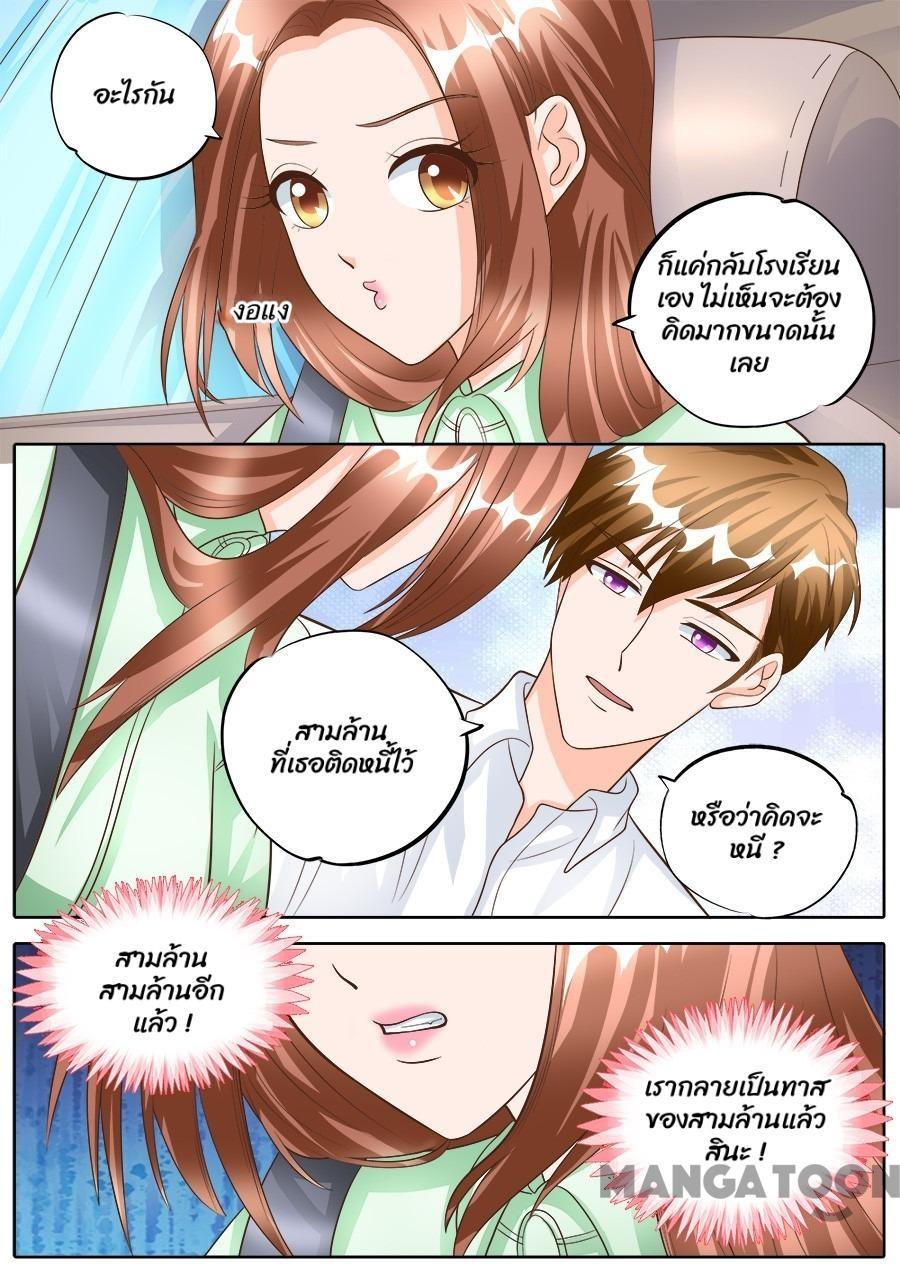 อะไรกัน
งอแง
ก็แค่กลับโรงเรียน
เอง ไม่เห็นจะต้อง
คิดมากขนาดนั้น
เลย
สามล้าน
ที่เธอติดหนี้ไว้
หรือว่าคิดจะ
หนี ?
สามล้าน
สามล้านอีก
แล้ว !
เรากลายเป็นทาส
ของสามล้านแล้ว
สินะ !
MANGATOON